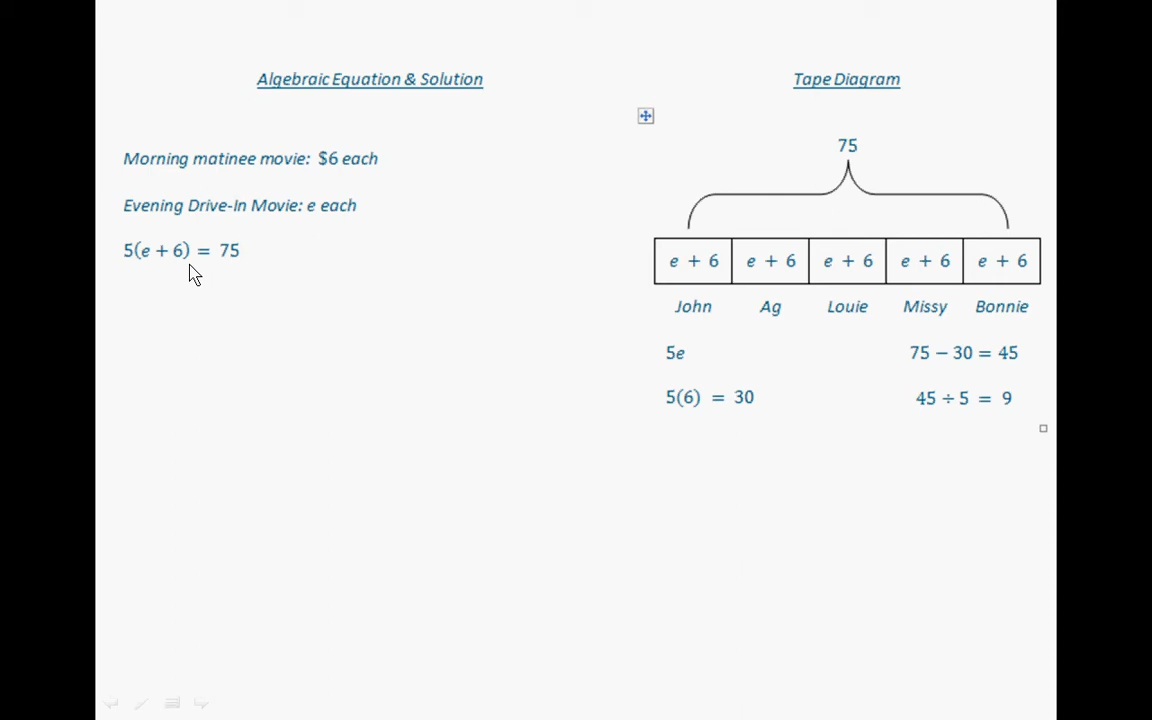 Algebraic Equation & Solution
Morning matinee movie: $6 each
Evening Drive-In Movie: e each
5(e + 6) = 75
Tape Diagram
75
e + 6 e + 6 e + 6 e + 6 e + 6
John Ag Louie Missy Bonnie
5e 75 − 30 = 45
5(6) = 30 45 ÷ 5 = 9